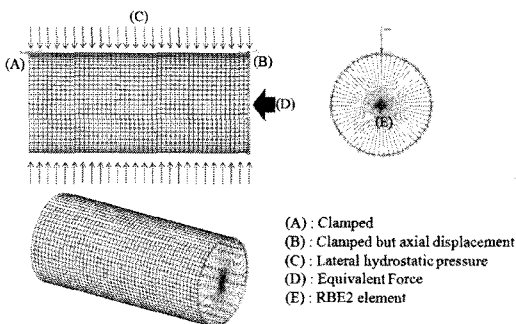 (C)
(A)
(B)
(D)
(E)
(A) : Clamped
(B) : Clamped but axial displacement
(C) : Lateral hydrostatic pressure
(D) : Equivalent Force
(E) : RBE2 element